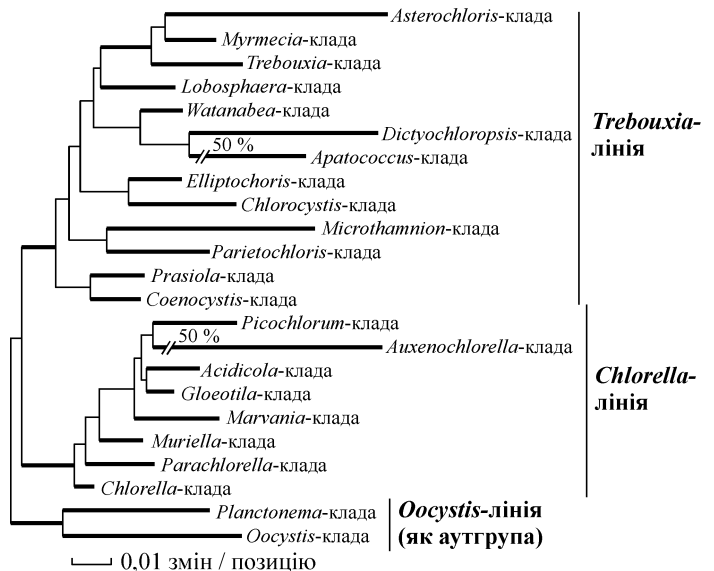 Asterochloris-клада
Myrmecia-клада
Trebouxia-клада
Lobosphaera-клада
Watanabea-клада
Dictyochloropsis-клада
50 %
Apatococcus-клада
Elliptochoris-клада
Chlorocystis-клада
Microthamnion-клада
Parietochloris-клада
Prasiola-клада
Coenocystis-клада
Trebouxia-
лінія
Picochlorum-клада
50 %
Auxenochlorella-клада
Acidicola-клада
Gloeotila-клада
Marvania-клада
Muriella-клада
Parachlorella-клада
Chlorella-клада
Chlorella-
лінія
Planctonema-клада
Oocystis-клада
Oocystis-лінія
(як аутгрупа)
0,01 змін / позицію